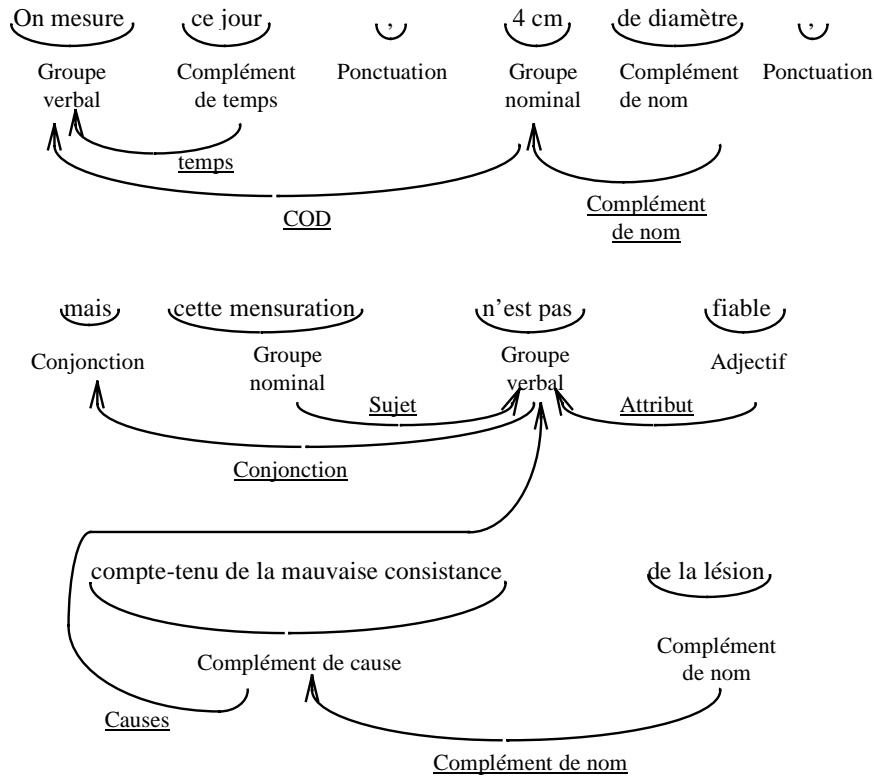 On mesure ce jour , 4 cm de diamètre ,
Groupe verbal Complément de temps Ponctuation Groupe nominal Complément de nom Ponctuation
temps
COD
Complément de nom
mais cette mensuration n’est pas fiable
Conjonction Groupe nominal Groupe verbal Adjectif
Sujet Attribut
Conjonction
compte-tenu de la mauvaise consistance de la lésion
Complément de cause Complément de nom
Causes
Complément de nom